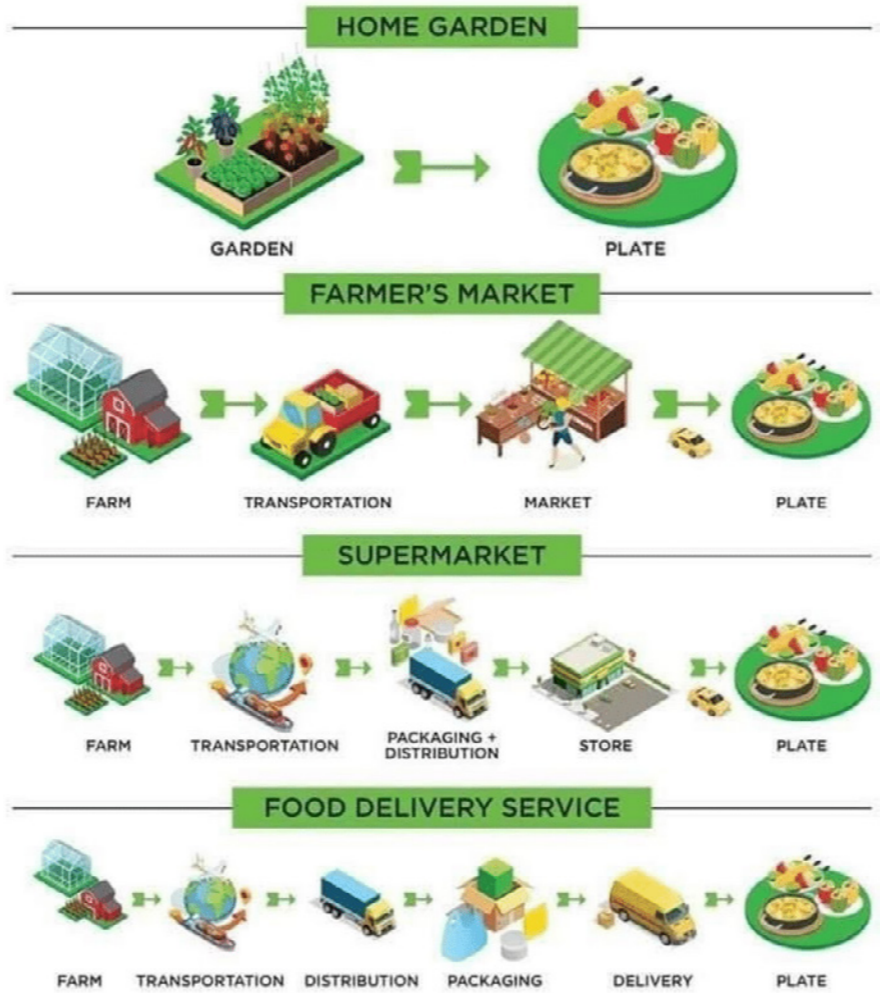 HOME GARDEN
GARDEN
PLATE
FARMER'S MARKET
FARM
TRANSPORTATION
MARKET
PLATE
SUPERMARKET
FARM
TRANSPORTATION
PACKAGING +
DISTRIBUTION
STORE
PLATE
FOOD DELIVERY SERVICE
FARM
TRANSPORTATION
DISTRIBUTION
PACKAGING
DELIVERY
PLATE